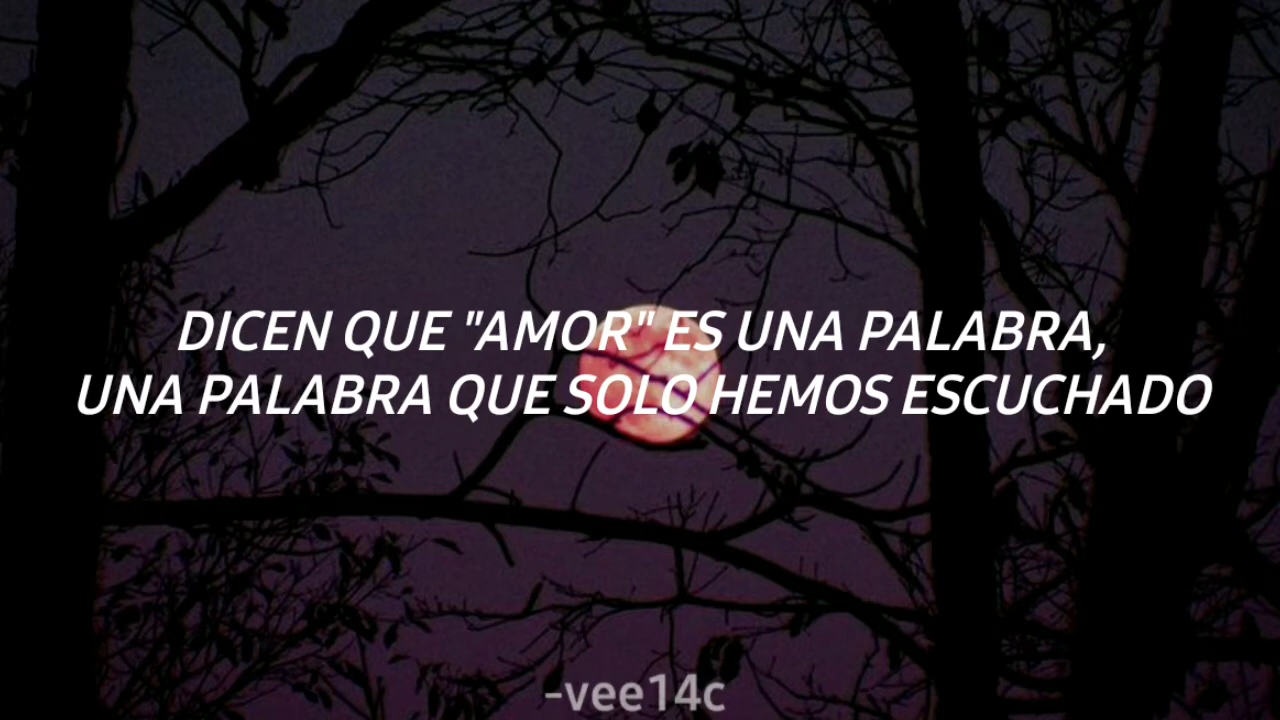 DICEN QUE "AMOR" ES UNA PALABRA,
UNA PALABRA QUE SOLO HEMOS ESCUCHADO
-vee14c